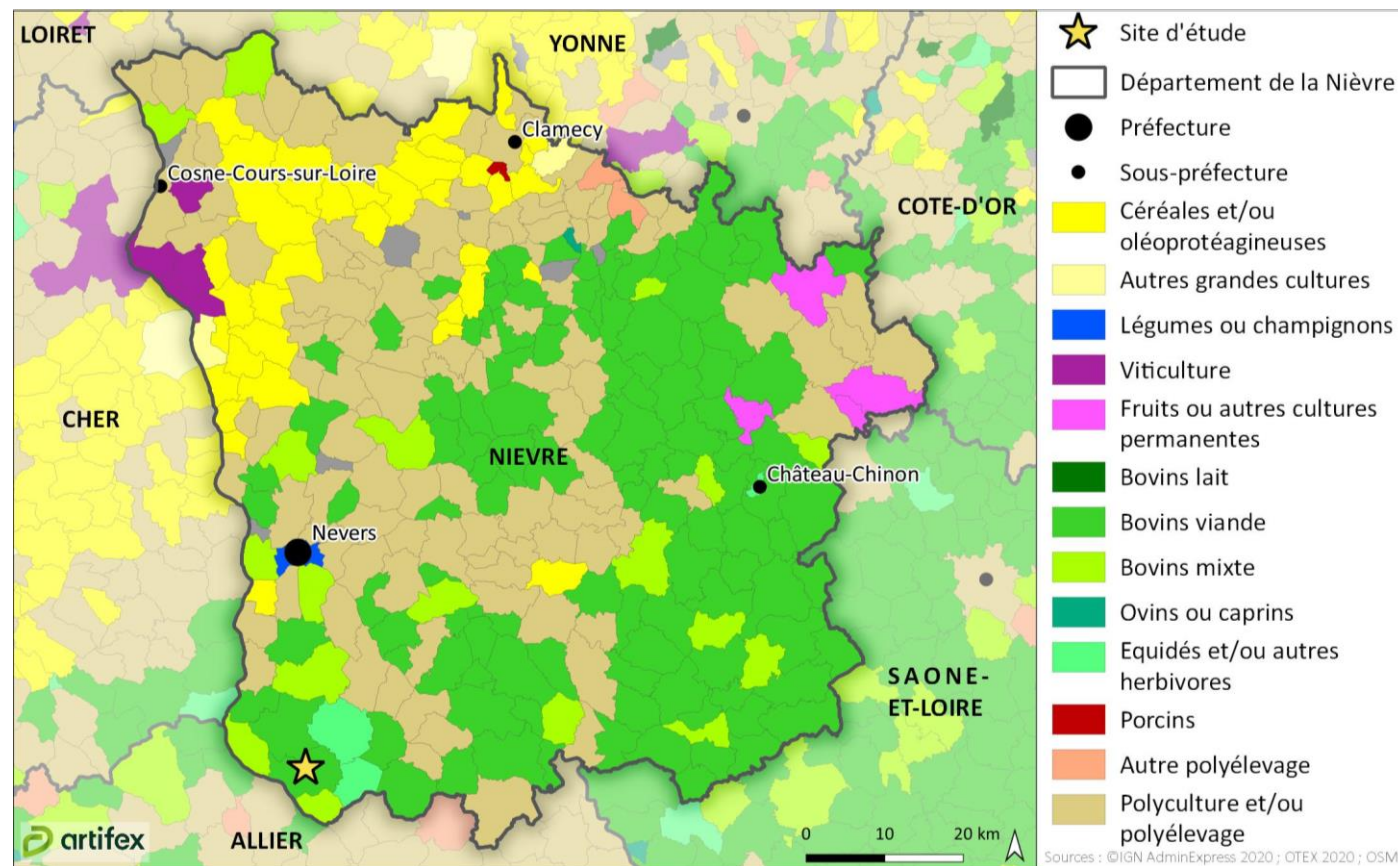 LOIRET
YONNE
Clamecy
Cosne-Cours-sur-Loire
COTE-D'OR
CHER
NIEVRE
Château-Chinon
Nevers
SAONE-
ET-LOIRE
ALLIER
artifex
0 10 20 km
Site d'étude
Département de la Nièvre
Préfecture
Sous-préfecture
Céréales et/ou
oléoprotéagineuses
Autres grandes cultures
Légumes ou champignons
Viticulture
Fruits ou autres cultures
permanentes
Bovins lait
Bovins viande
Bovins mixte
Ovins ou caprins
Equidés et/ou autres
herbivores
Porcins
Autre polyélevage
Polyculture et/ou
polyélevage
Sources : ©IGN AdminExpress 2020 ; OTEX 2020 ; OSM